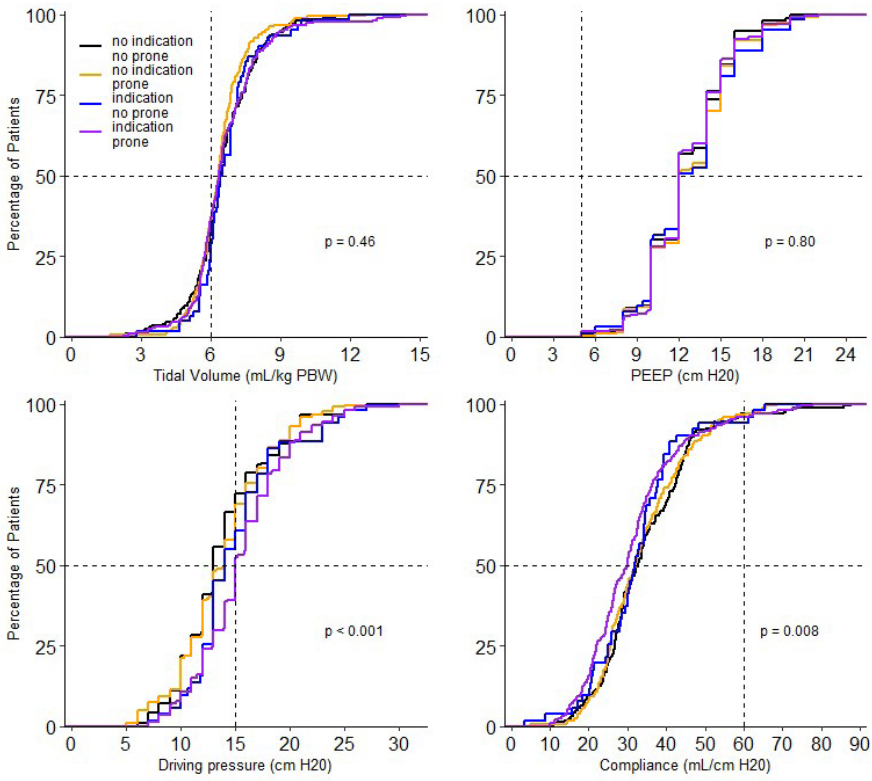 100
75
50
25
0
Percentage of Patients
no indication
no prone
no indication
prone
indication
no prone
indication
prone
p = 0.46
0 3 6 9 12 15
Tidal Volume (mL/kg PBW)
100
75
50
25
0
p = 0.80
0 3 6 9 12 15 18 21 24
PEEP (cm H20)
100
75
50
25
0
Percentage of Patients
p < 0.001
0 5 10 15 20 25 30
Driving pressure (cm H20)
100
75
50
25
0
p = 0.008
0 10 20 30 40 50 60 70 80 90
Compliance (mL/cm H20)